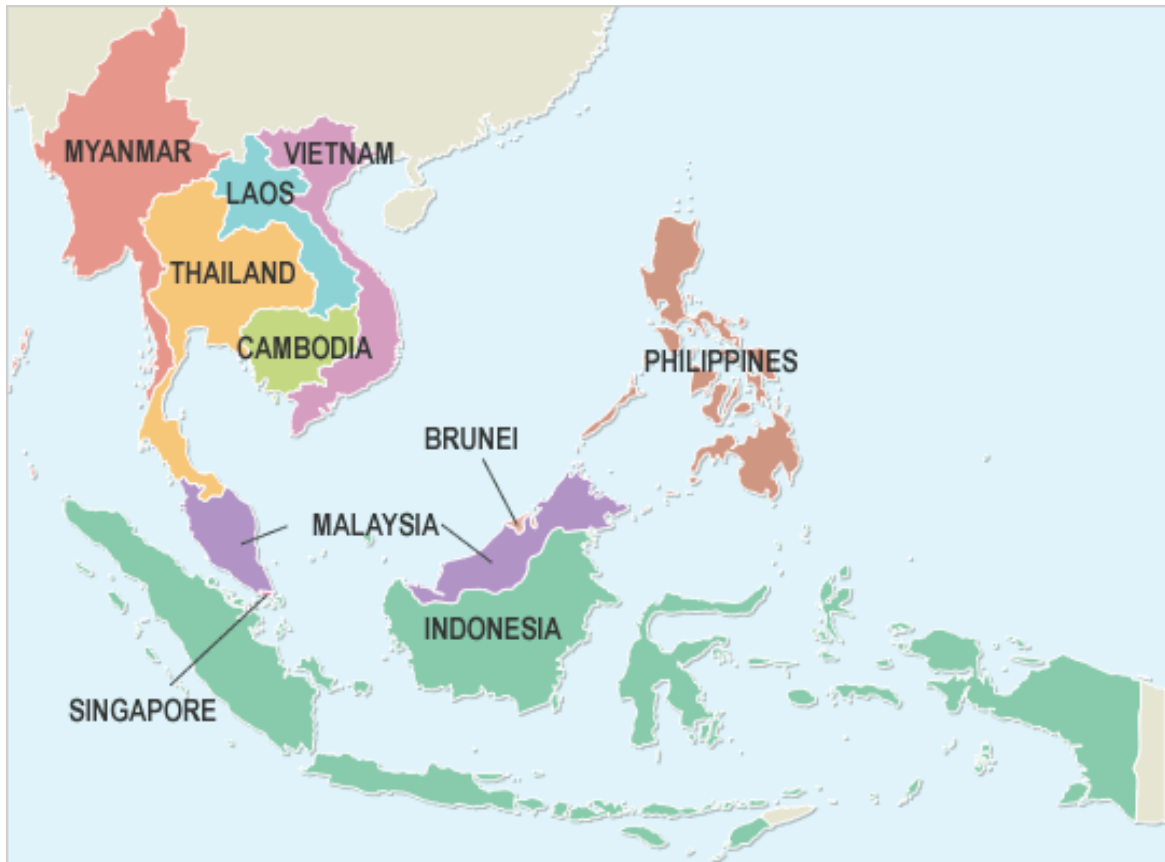 MYANMAR
VIETNAM
LAOS
THAILAND
CAMBODIA
PHILIPPINES
BRUNEI
MALAYSIA
INDONESIA
SINGAPORE